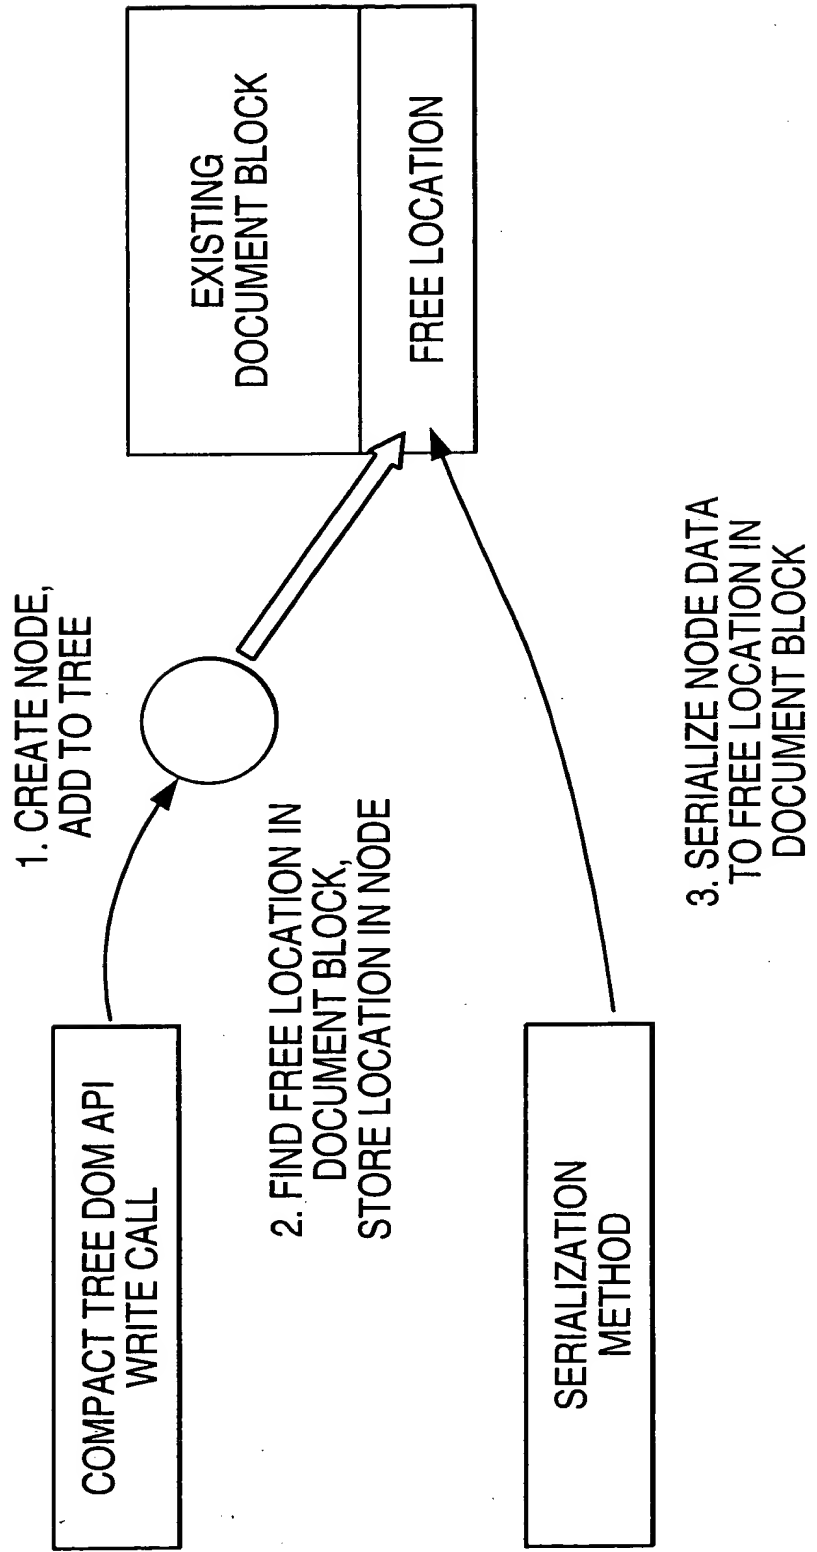 1. CREATE NODE,
ADD TO TREE
COMPACT TREE DOM API
WRITE CALL
EXISTING
DOCUMENT BLOCK
FREE LOCATION
2. FIND FREE LOCATION IN
DOCUMENT BLOCK,
STORE LOCATION IN NODE
SERIALIZATION
METHOD
3. SERIALIZE NODE DATA
TO FREE LOCATION IN
DOCUMENT BLOCK